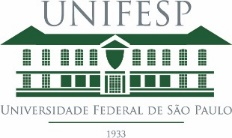 UNIFESP
UNIVERSIDADE FEDERAL DE SÃO PAULO
1933